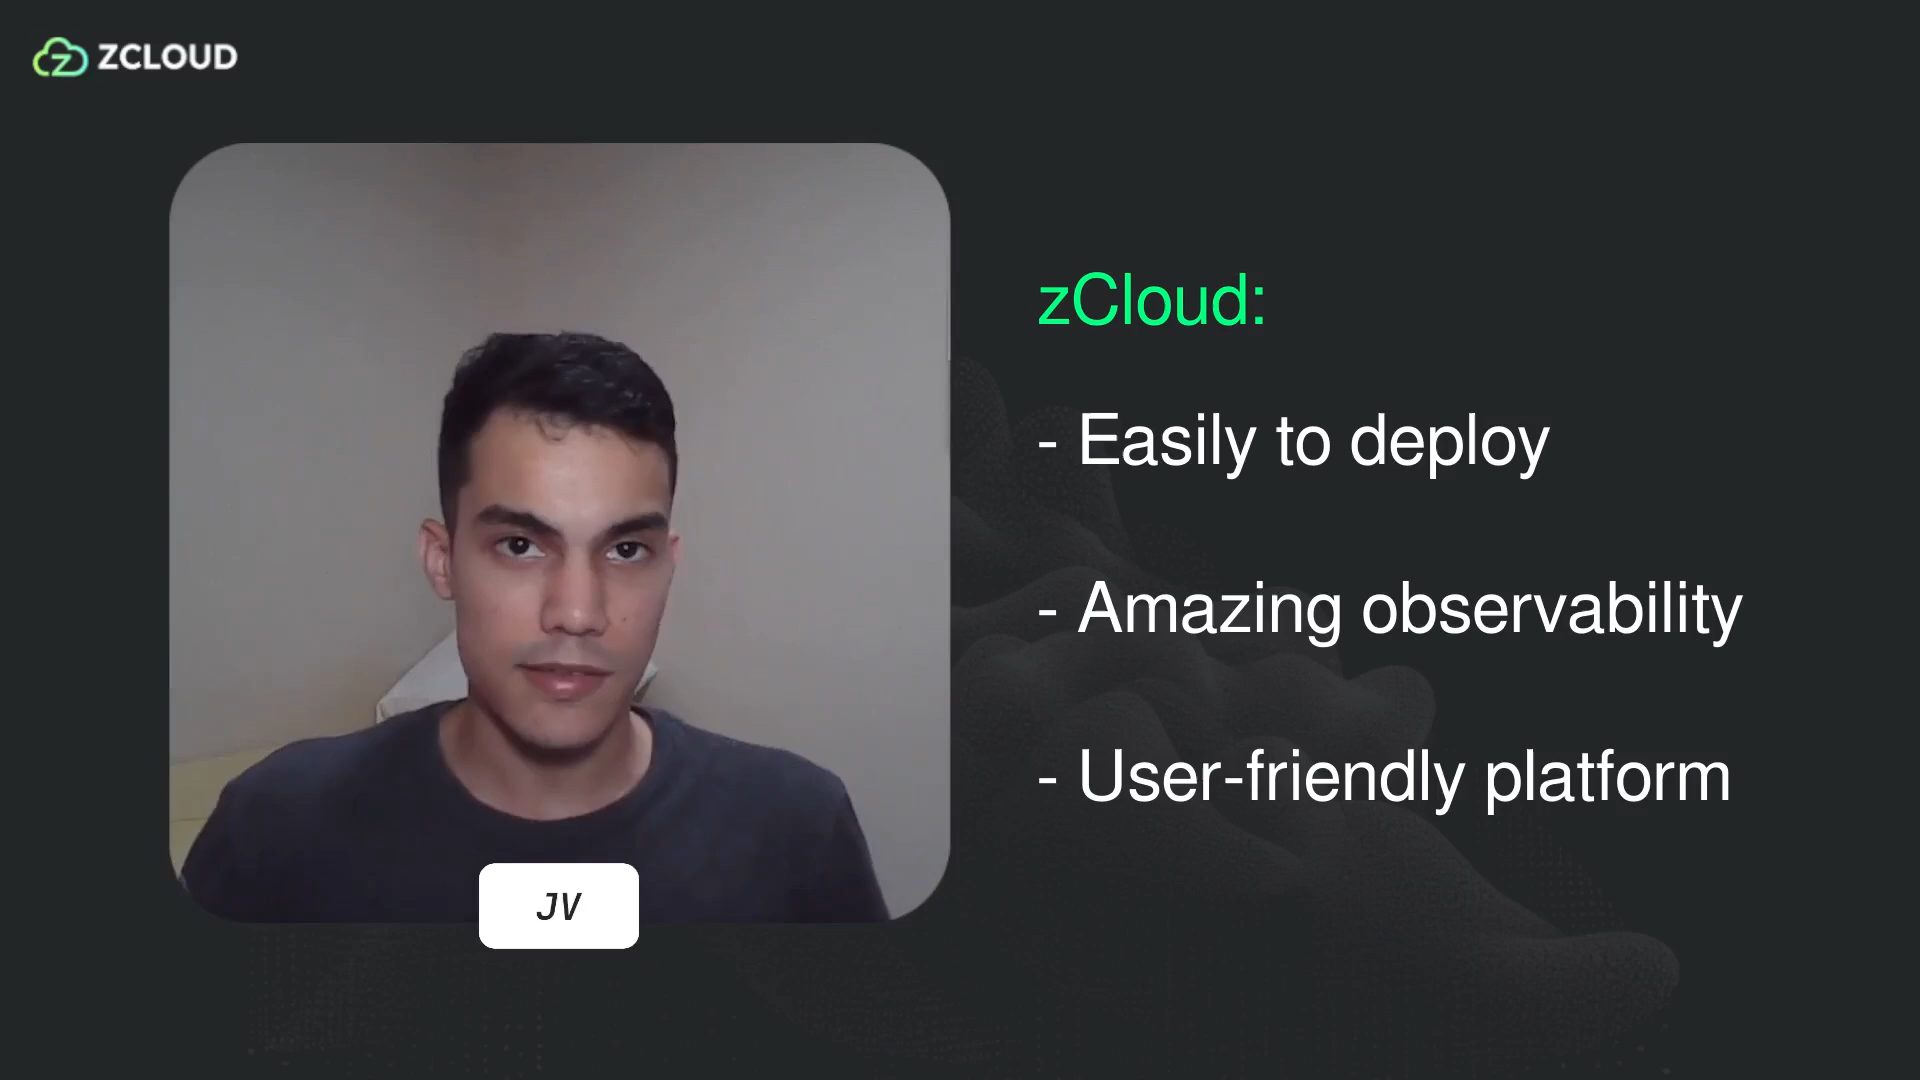 ZCLOUD
zCloud:
- Easily to deploy
- Amazing observability
- User-friendly platform
JV